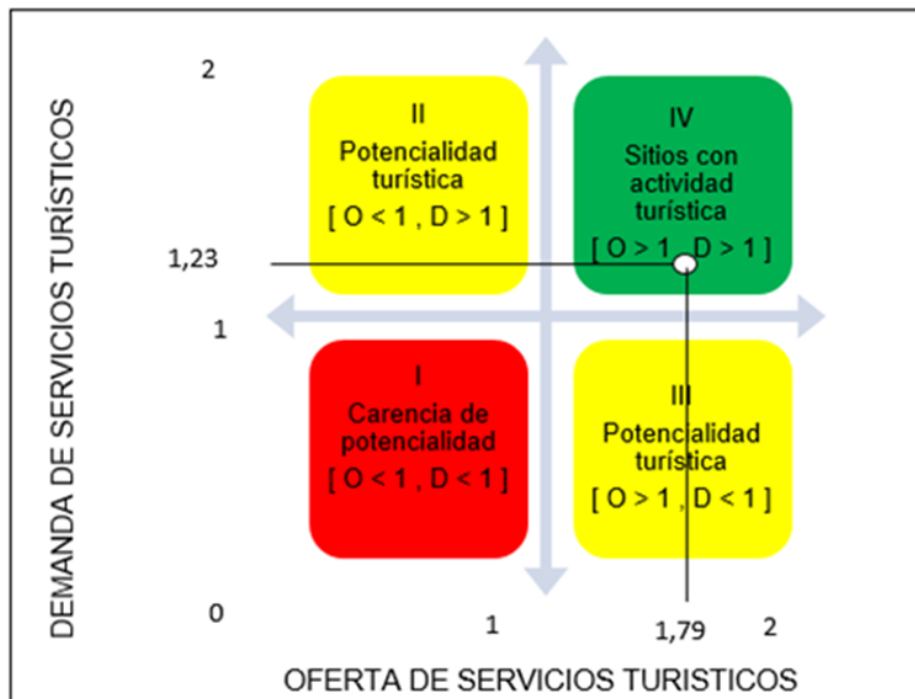 DEMANDA DE SERVICIOS TURÍSTICOS
2
1,23
1
0
II
Potencialidad
turística
[ O < 1 , D > 1 ]
IV
Sitios con
actividad
turística
[ O > 1 , D > 1 ]
I
Carencia de
potencialidad
[ O < 1 , D < 1 ]
III
Potencialidad
turística
[ O > 1 , D < 1 ]
1
1,79
2
OFERTA DE SERVICIOS TURISTICOS